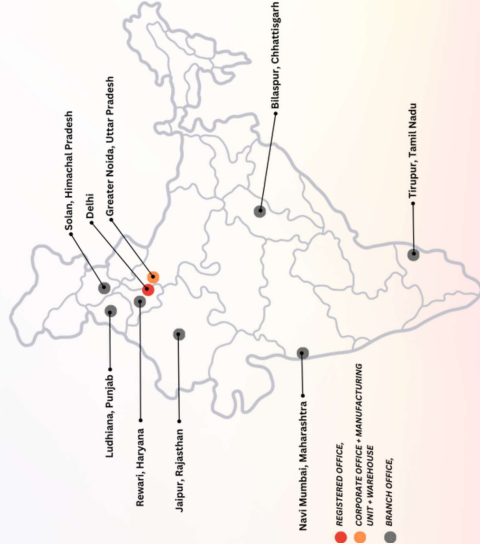 Solan, Himachal Pradesh
Delhi
Greater Noida, Uttar Pradesh
Bilaspur, Chhattisgarh
Tirupur, Tamil Nadu
Ludhiana, Punjab
Rewari, Haryana
Jaipur, Rajasthan
Navi Mumbai, Maharashtra
REGISTERED OFFICE,
CORPORATE OFFICE + MANUFACTURING
UNIT + WAREHOUSE
BRANCH OFFICE,